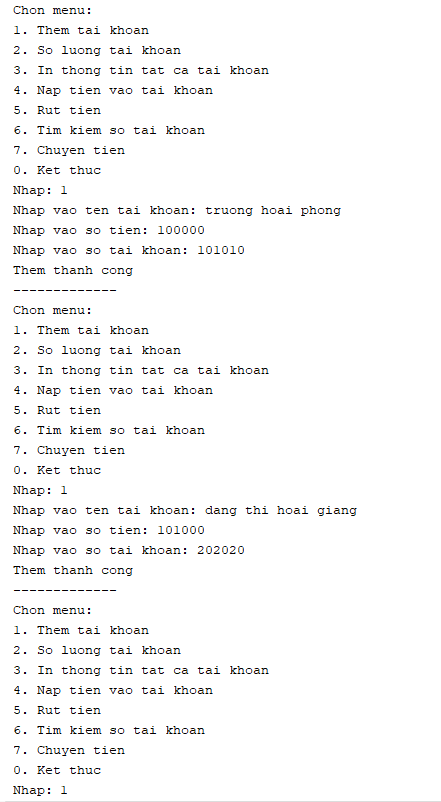 Chon menu:
1. Them tai khoan
2. So luong tai khoan
3. In thong tin tat ca tai khoan
4. Nap tien vao tai khoan
5. Rut tien
6. Tim kiem so tai khoan
7. Chuyen tien
0. Ket thuc
Nhap: 1
Nhap vao ten tai khoan: truong hoai phong
Nhap vao so tien: 100000
Nhap vao so tai khoan: 101010
Them thanh cong
-------------
Chon menu:
1. Them tai khoan
2. So luong tai khoan
3. In thong tin tat ca tai khoan
4. Nap tien vao tai khoan
5. Rut tien
6. Tim kiem so tai khoan
7. Chuyen tien
0. Ket thuc
Nhap: 1
Nhap vao ten tai khoan: dang thi hoai giang
Nhap vao so tien: 101000
Nhap vao so tai khoan: 202020
Them thanh cong
-------------
Chon menu:
1. Them tai khoan
2. So luong tai khoan
3. In thong tin tat ca tai khoan
4. Nap tien vao tai khoan
5. Rut tien
6. Tim kiem so tai khoan
7. Chuyen tien
0. Ket thuc
Nhap: 1